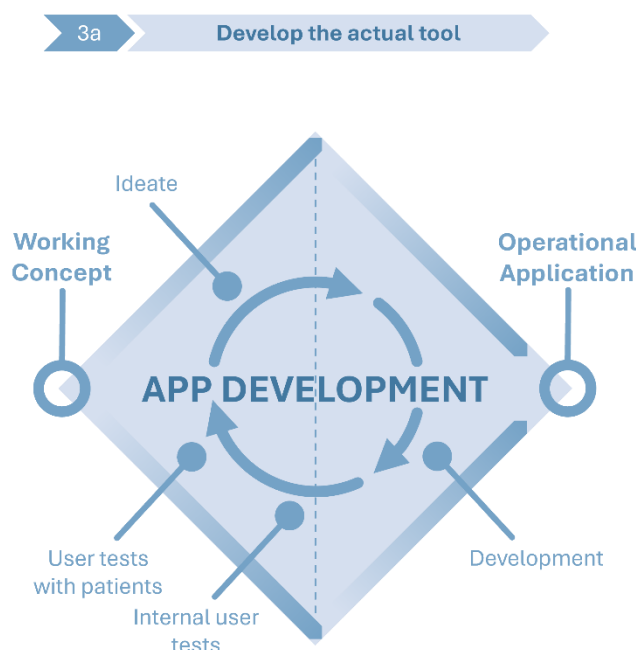 3a
Develop the actual tool
Ideate
Working
Concept
Operational
Application
APP DEVELOPMENT
User tests
with patients
Internal user
tests
Development